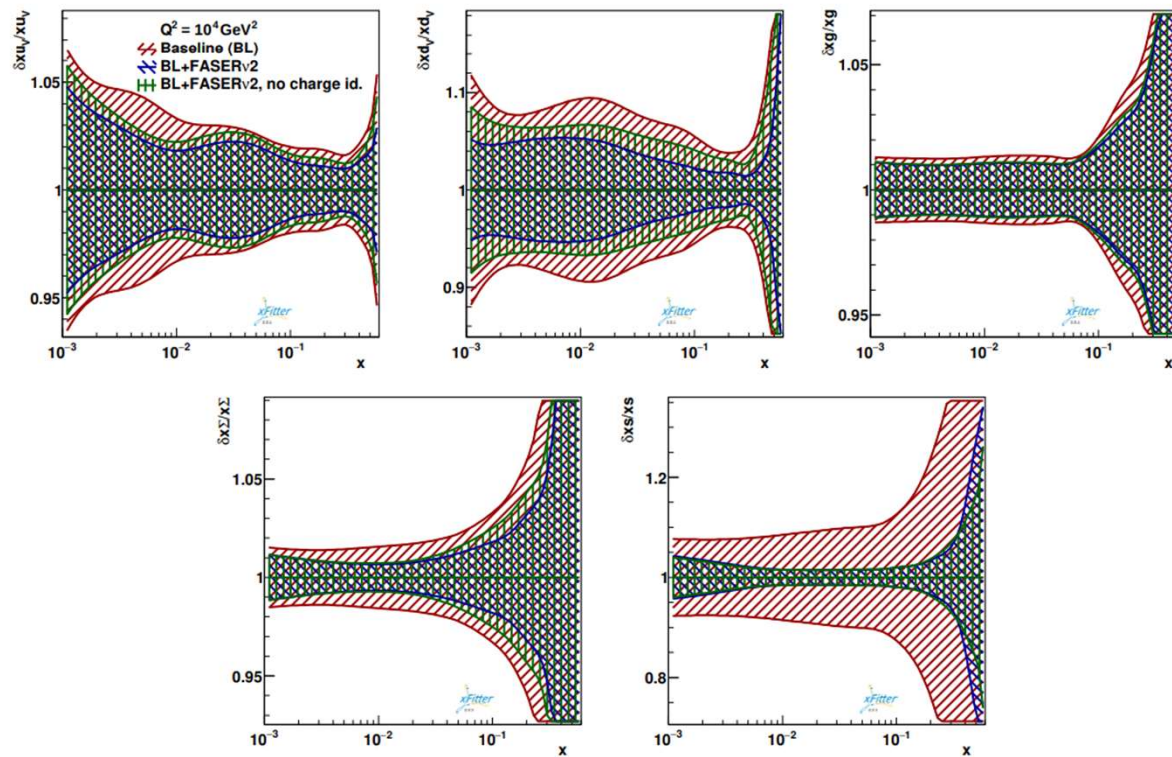 δxu_V/xu_V
Q² = 10⁴ GeV²
Baseline (BL)
BL+FASERν2
BL+FASERν2, no charge id.
1.05
1
0.95
xFitter
10⁻³
10⁻²
10⁻¹
x
δxd_V/xd_V
1.1
1
0.9
xFitter
10⁻³
10⁻²
10⁻¹
x
δxg/xg
1.05
1
0.95
xFitter
10⁻³
10⁻²
10⁻¹
x
δxΣ/xΣ
1.05
1
0.95
xFitter
10⁻³
10⁻²
10⁻¹
x
δxs/xs
1.2
1
0.8
xFitter
10⁻³
10⁻²
10⁻¹
x